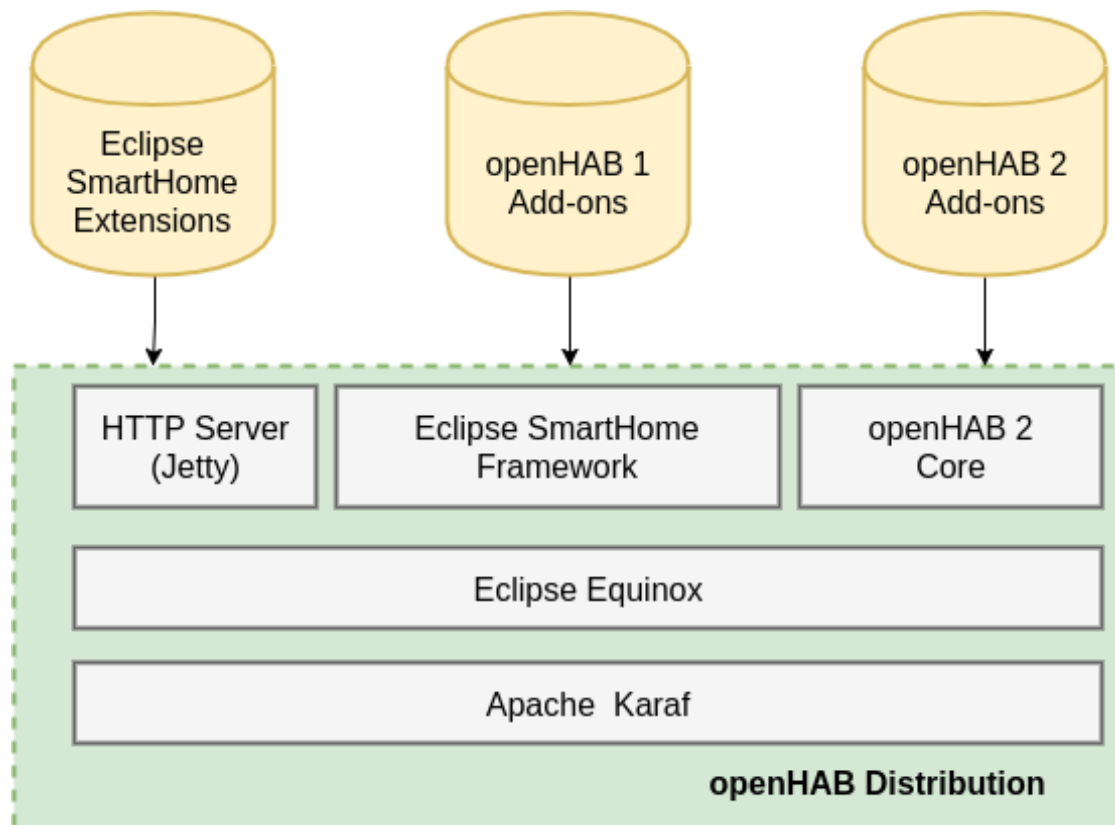 Eclipse
SmartHome
Extensions
openHAB 1
Add-ons
openHAB 2
Add-ons
HTTP Server
(Jetty)
Eclipse SmartHome
Framework
openHAB 2
Core
Eclipse Equinox
Apache  Karaf
openHAB Distribution